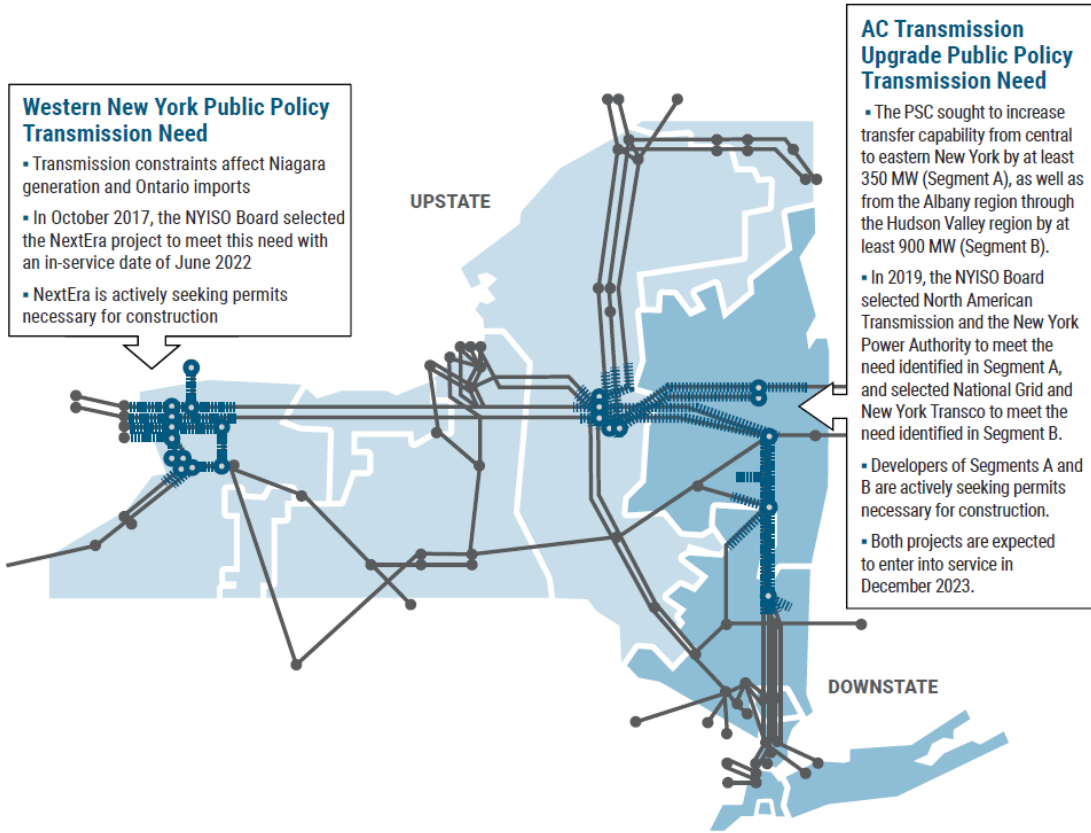 Western New York Public Policy
Transmission Need
▪ Transmission constraints affect Niagara
generation and Ontario imports
▪ In October 2017, the NYISO Board selected
the NextEra project to meet this need with
an in-service date of June 2022
▪ NextEra is actively seeking permits
necessary for construction
UPSTATE
AC Transmission
Upgrade Public Policy
Transmission Need
▪ The PSC sought to increase
transfer capability from central
to eastern New York by at least
350 MW (Segment A), as well as
from the Albany region through
the Hudson Valley region by at
least 900 MW (Segment B).
▪ In 2019, the NYISO Board
selected North American
Transmission and the New York
Power Authority to meet the
need identified in Segment A,
and selected National Grid and
New York Transco to meet the
need identified in Segment B.
▪ Developers of Segments A and
B are actively seeking permits
necessary for construction.
▪ Both projects are expected
to enter into service in
December 2023.
DOWNSTATE